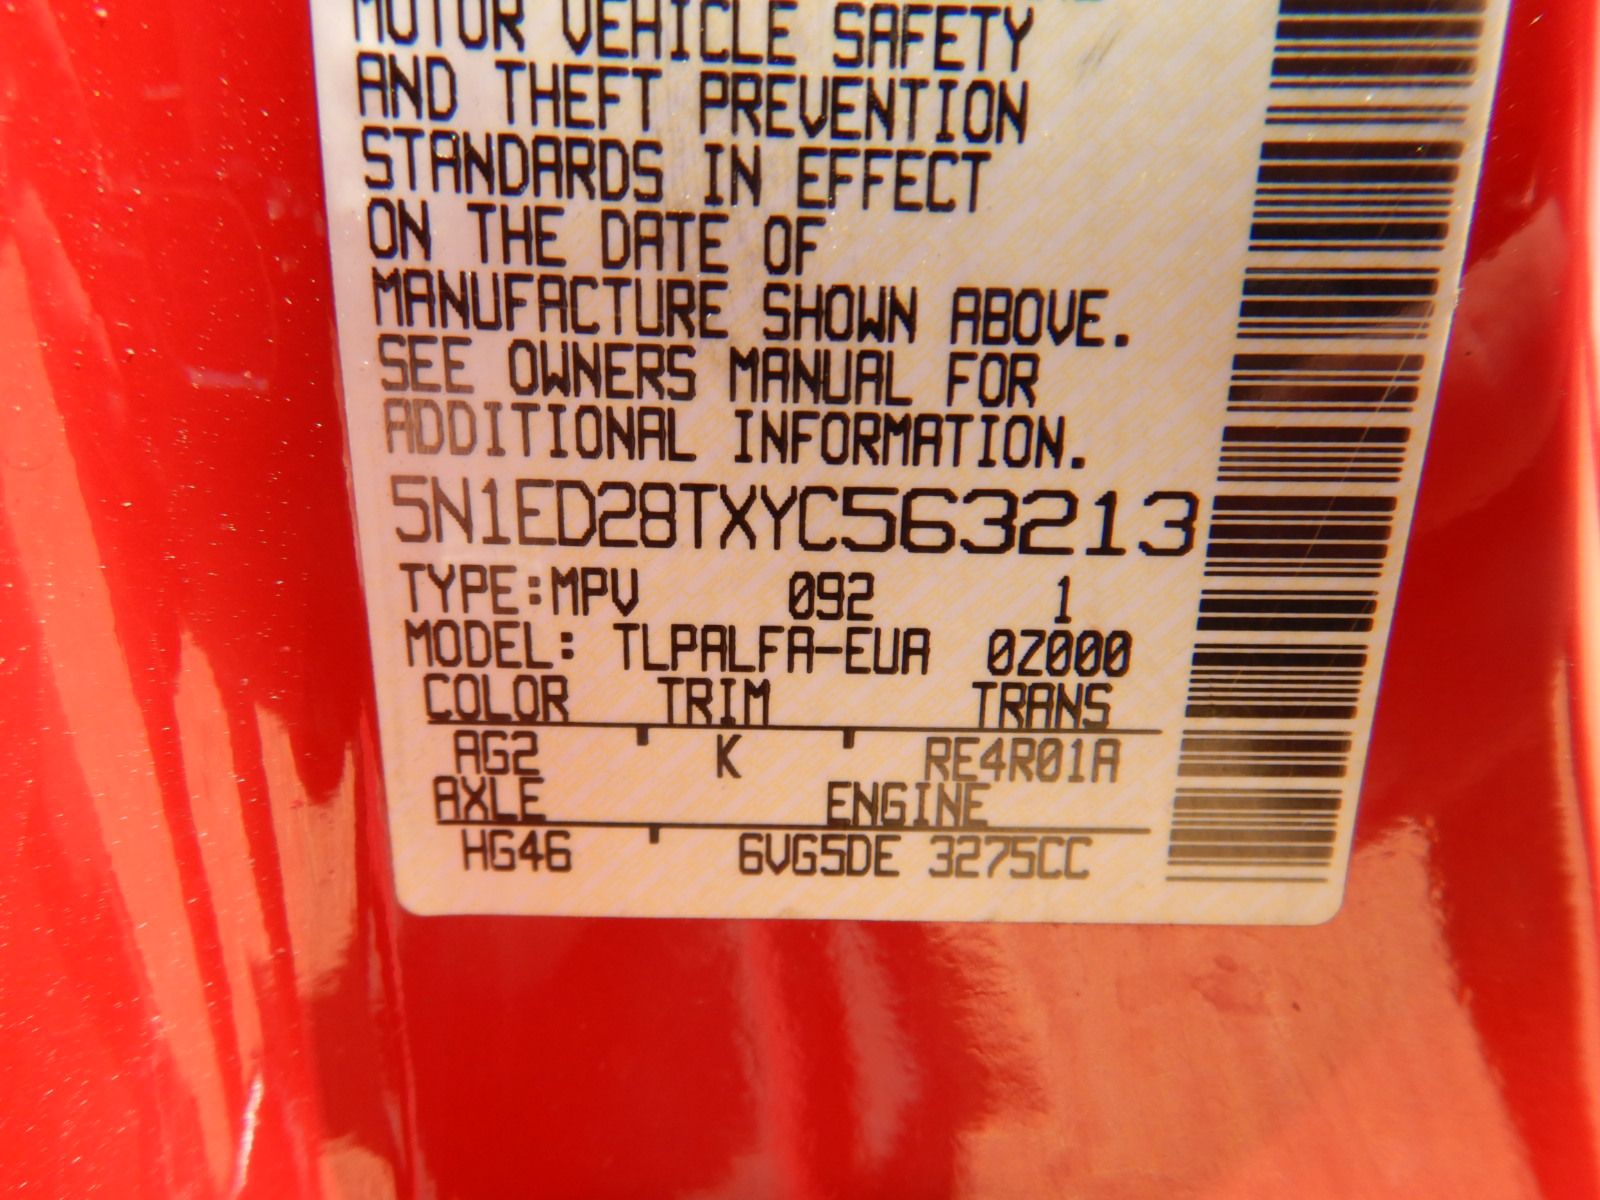 MOTOR VEHICLE SAFETY
AND THEFT PREVENTION
STANDARDS IN EFFECT
ON THE DATE OF
MANUFACTURE SHOWN ABOVE.
SEE OWNERS MANUAL FOR
ADDITIONAL INFORMATION.
5N1ED28TXYC563213
TYPE:MPV 092 1
MODEL: TLPALFA-EUA 0Z000
COLOR TRIM TRANS
AG2 K RE4R01A
AXLE ENGINE
HG46 6VG5DE 3275CC